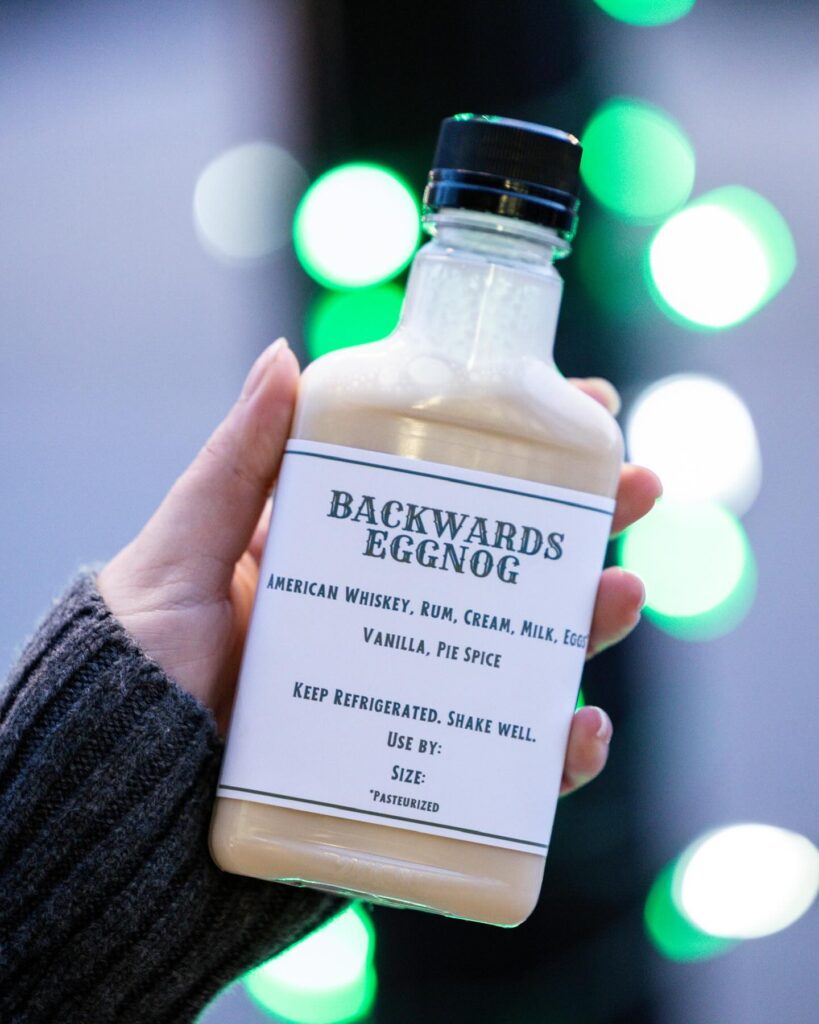 BACKWARDS
EGGNOG
AMERICAN WHISKEY, RUM, CREAM, MILK, EGGS
VANILLA, PIE SPICE
KEEP REFRIGERATED. SHAKE WELL.
USE BY:
SIZE:
*PASTEURIZED